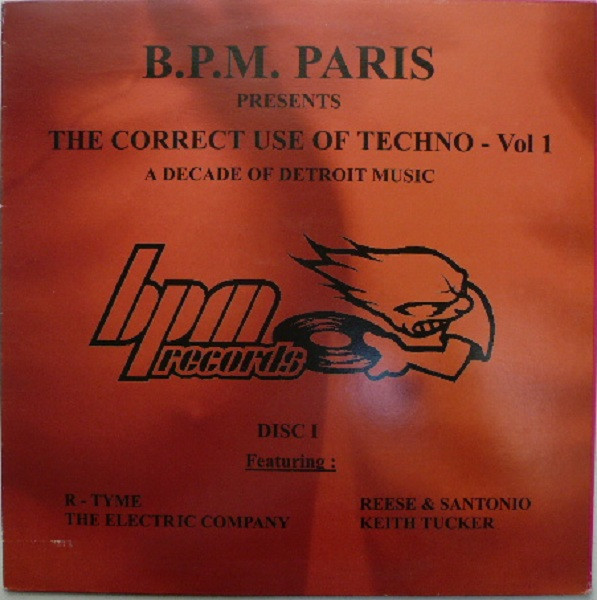 B.P.M. PARIS
PRESENTS
THE CORRECT USE OF TECHNO - Vol 1
A DECADE OF DETROIT MUSIC
bpm
records
DISC I
Featuring :
R - TYME
THE ELECTRIC COMPANY
REESE & SANTONIO
KEITH TUCKER